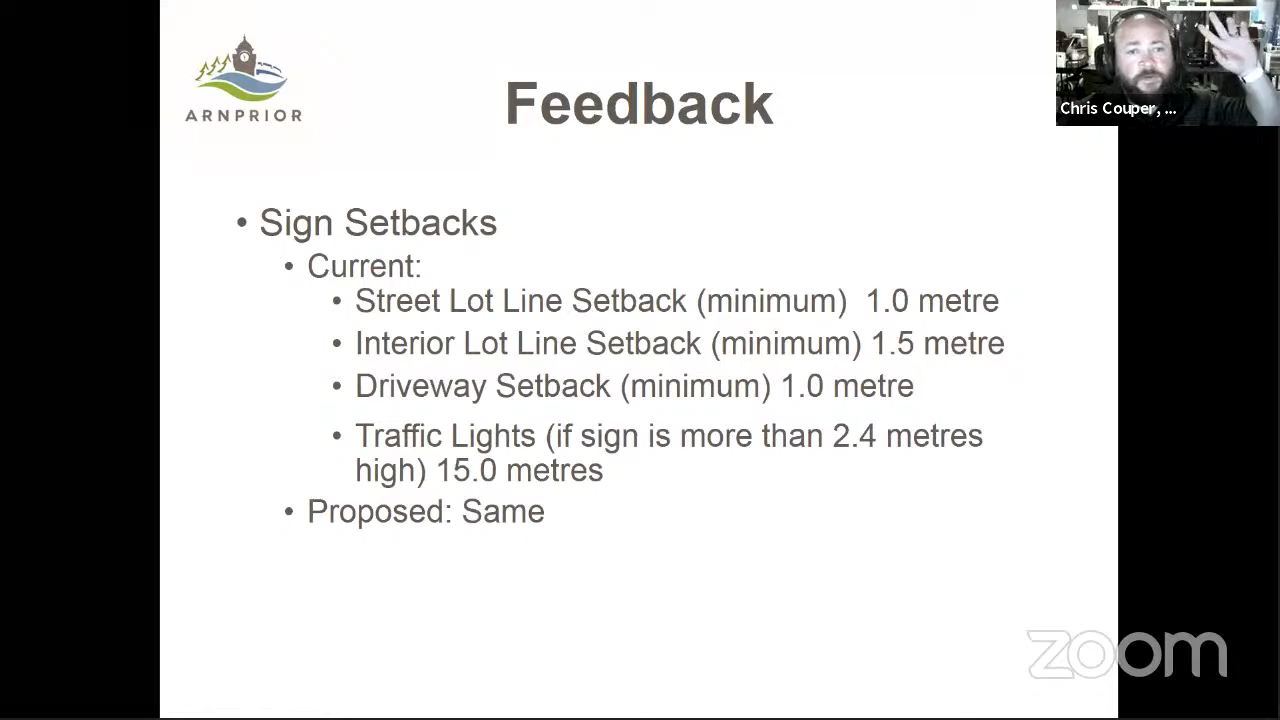 ARNPRIOR
Feedback
Chris Couper, ...
• Sign Setbacks
• Current:
• Street Lot Line Setback (minimum) 1.0 metre
• Interior Lot Line Setback (minimum) 1.5 metre
• Driveway Setback (minimum) 1.0 metre
• Traffic Lights (if sign is more than 2.4 metres
high) 15.0 metres
• Proposed: Same
zoom